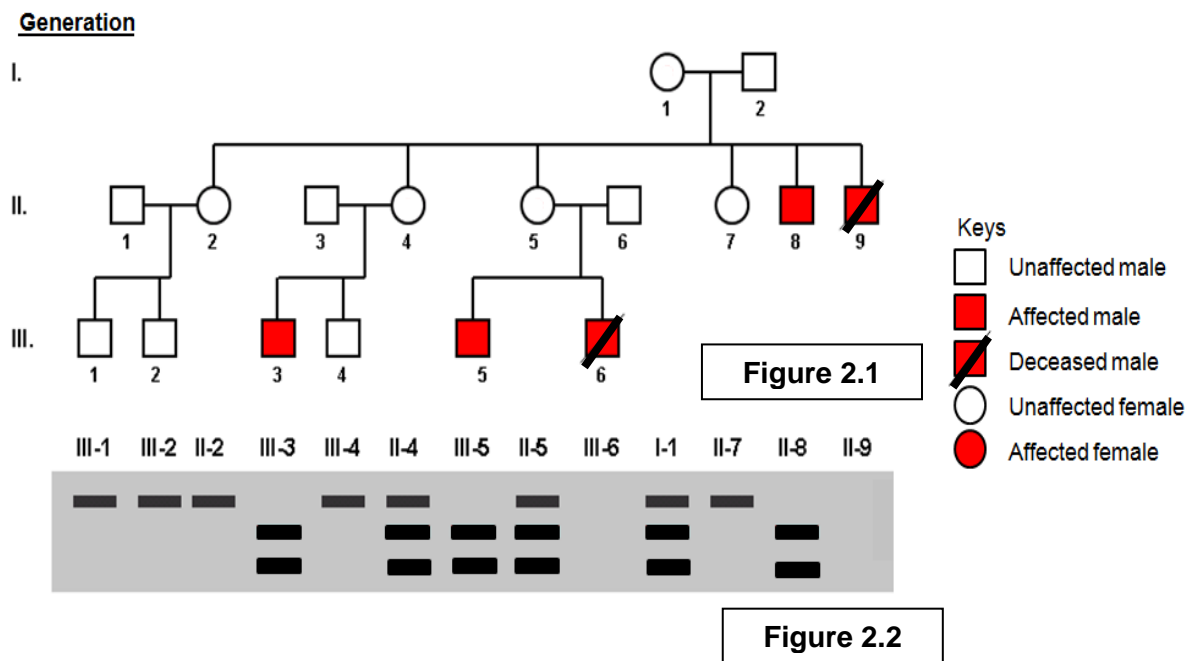 Generation
I.
1 2
II.
1 2 3 4 5 6 7 8 9
III.
1 2 3 4 5 6
Figure 2.1
Keys
Unaffected male
Affected male
Deceased male
Unaffected female
Affected female
III-1 III-2 II-2 III-3 III-4 II-4 III-5 II-5 III-6 I-1 II-7 II-8 II-9
Figure 2.2